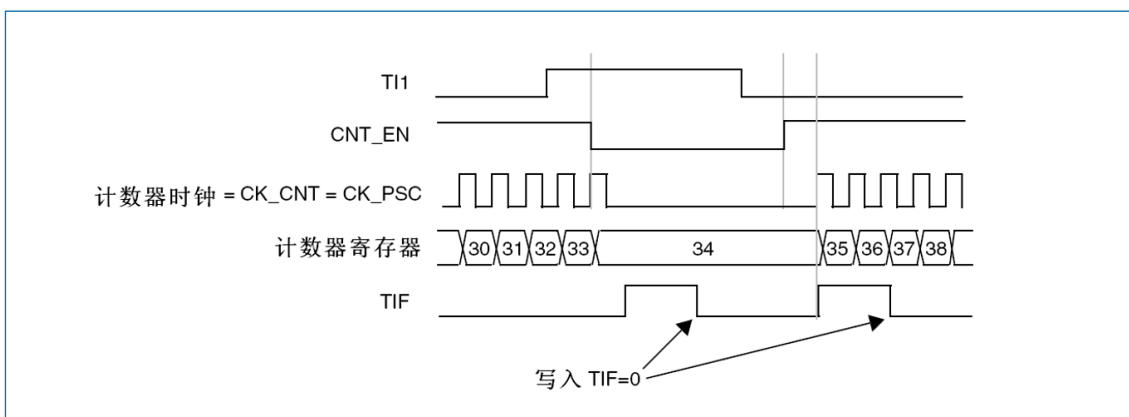 TI1
CNT_EN
计数器时钟 = CK_CNT = CK_PSC
计数器寄存器 30 31 32 33 34 35 36 37 38
TIF
写入 TIF=0